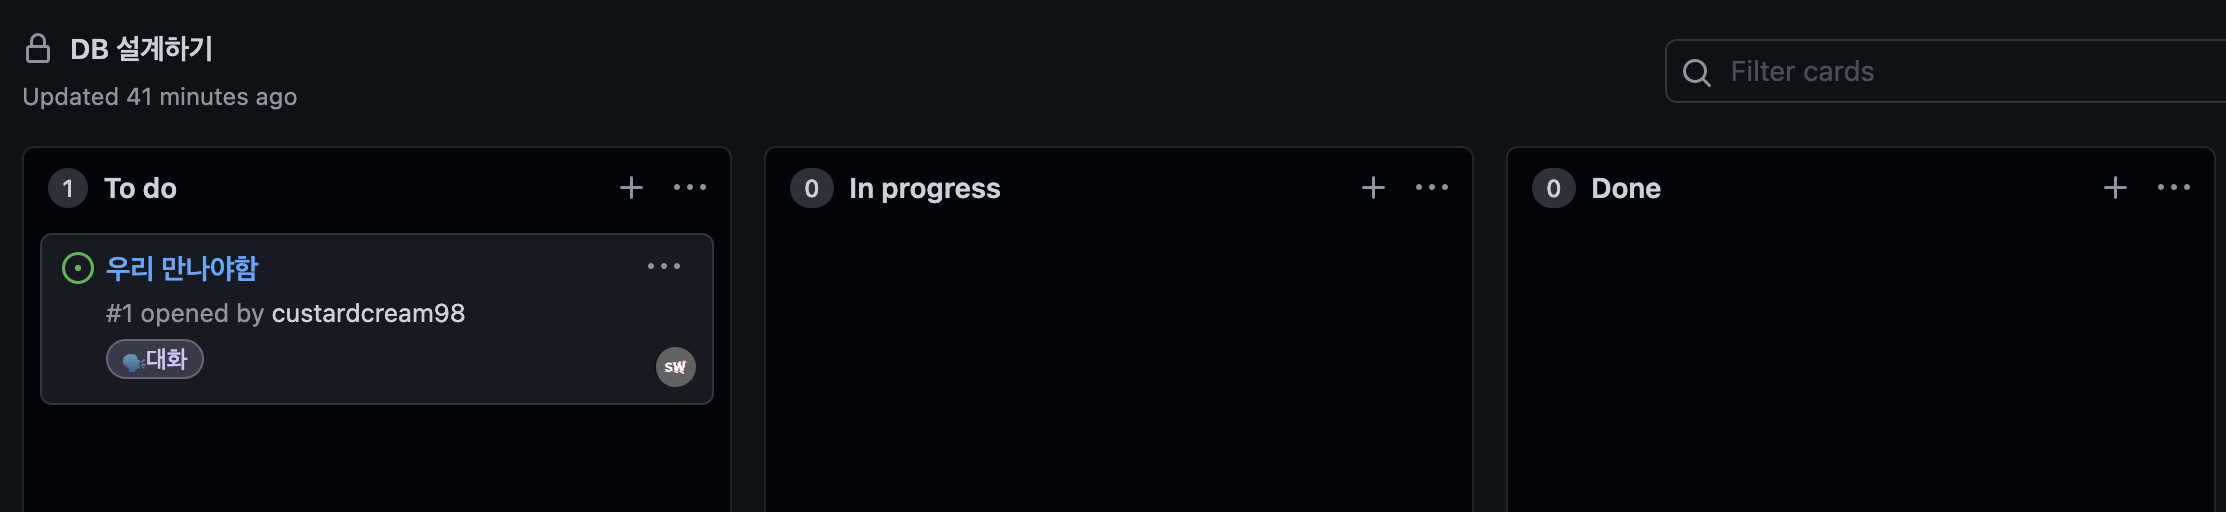 DB 설계하기
Updated 41 minutes ago
Filter cards
1 To do
우리 만나야함
#1 opened by custardcream98
🗣️대화
SW
0 In progress
0 Done